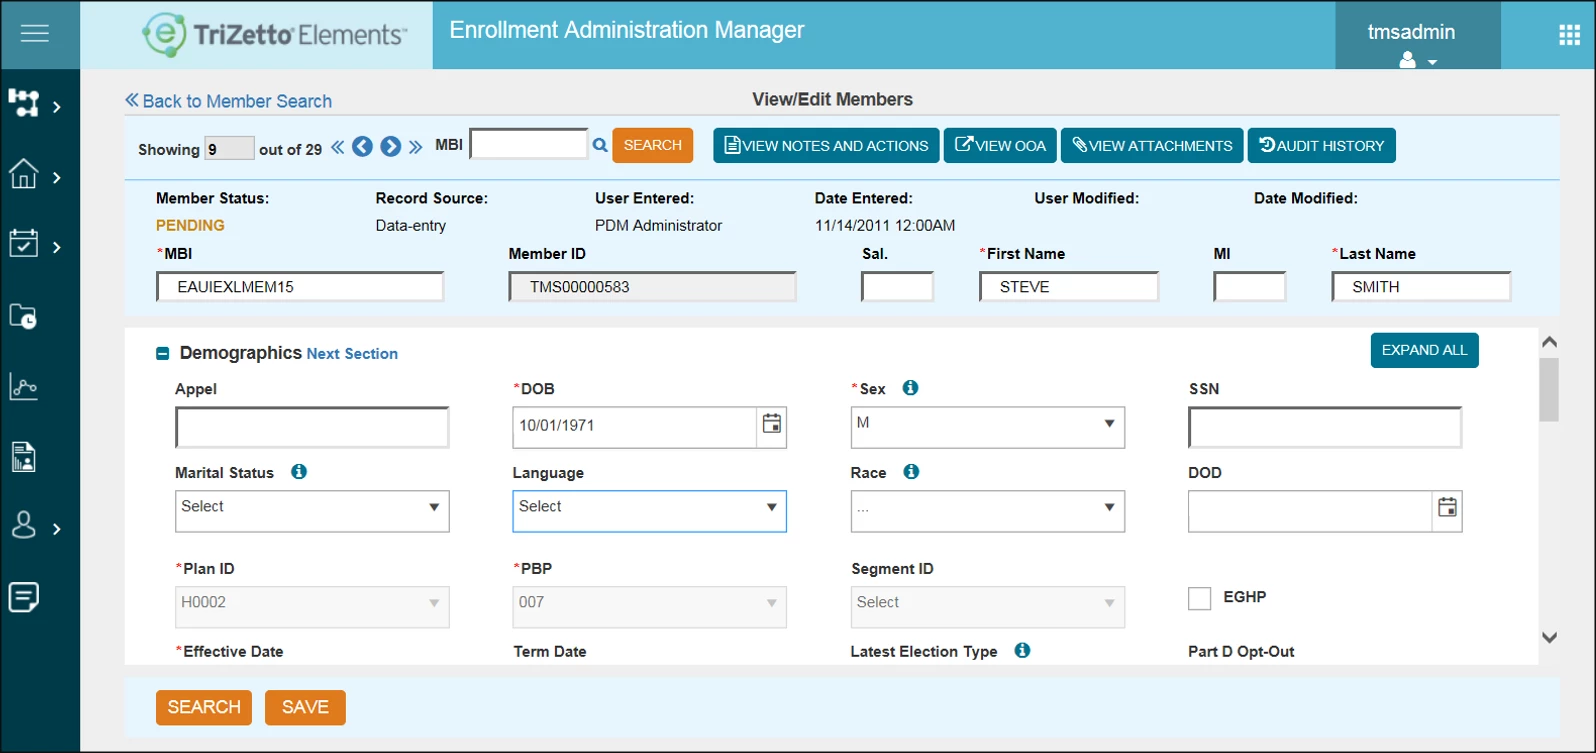 TriZetto Elements™
Enrollment Administration Manager
tmsadmin
Back to Member Search
View/Edit Members
Showing 9 out of 29 MBI SEARCH VIEW NOTES AND ACTIONS VIEW OOA VIEW ATTACHMENTS AUDIT HISTORY
Member Status: Record Source: User Entered: Date Entered: User Modified: Date Modified:
PENDING Data-entry PDM Administrator 11/14/2011 12:00AM
*MBI Member ID Sal. *First Name MI *Last Name
EAUIEXLMEM15 TMS00000583 STEVE SMITH
Demographics Next Section EXPAND ALL
Appel *DOB *Sex SSN
10/01/1971 M
Marital Status Language Race DOD
Select Select ...
*Plan ID *PBP Segment ID
H0002 007 Select EGHP
*Effective Date Term Date Latest Election Type Part D Opt-Out
SEARCH SAVE